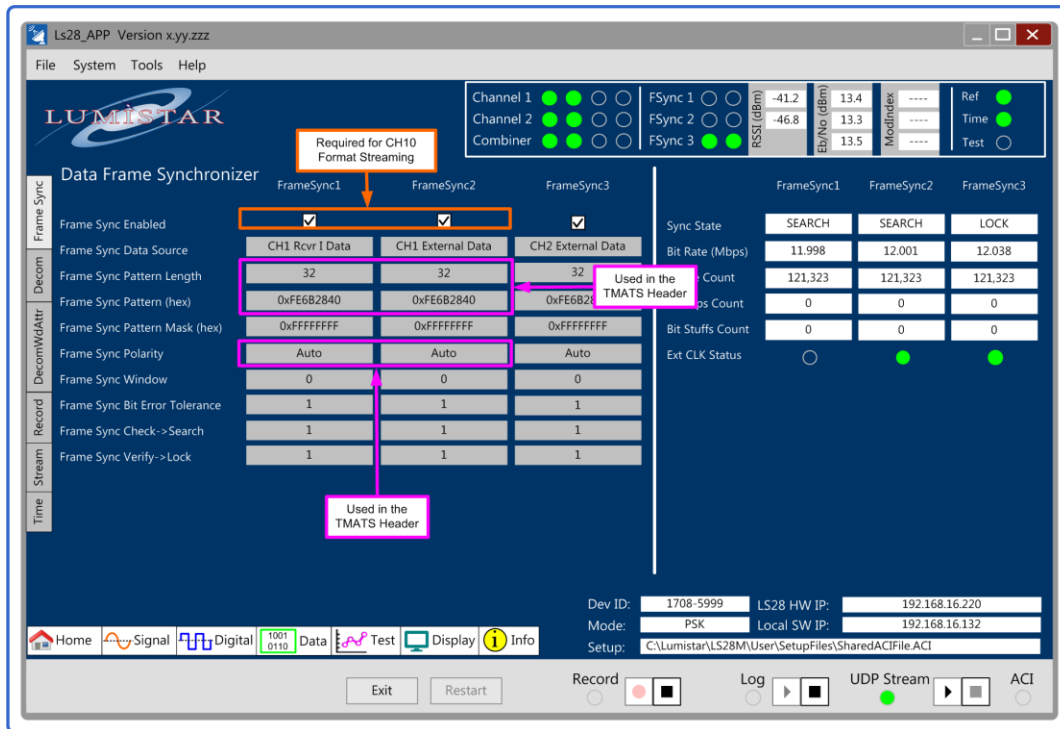 Ls28_APP Version x.yy.zzz
File System Tools Help
LUMISTAR
Channel 1
Channel 2
Combiner
FSync 1
FSync 2
FSync 3
RSSI (dBm)
-41.2
-46.8
Eb/No (dBm)
13.4
13.3
13.5
ModIndex
----
----
----
Ref
Time
Test
Required for CH10
Format Streaming
Frame Sync
Decom
DecomWdAttr
Record
Stream
Time
Data Frame Synchronizer
FrameSync1 FrameSync2 FrameSync3
Frame Sync Enabled
Frame Sync Data Source CH1 Rcvr I Data CH1 External Data CH2 External Data
Frame Sync Pattern Length 32 32 32
Frame Sync Pattern (hex) 0xFE6B2840 0xFE6B2840 0xFE6B28
Frame Sync Pattern Mask (hex) 0xFFFFFFFF 0xFFFFFFFF 0xFFFFFFFF
Frame Sync Polarity Auto Auto Auto
Frame Sync Window 0 0 0
Frame Sync Bit Error Tolerance 1 1 1
Frame Sync Check->Search 1 1 1
Frame Sync Verify->Lock 1 1 1
Used in the
TMATS Header
Used in the
TMATS Header
FrameSync1 FrameSync2 FrameSync3
Sync State SEARCH SEARCH LOCK
Bit Rate (Mbps) 11.998 12.001 12.038
Count 121,323 121,323 121,323
Count 0 0 0
Bit Stuffs Count 0 0 0
Ext CLK Status
Dev ID: 1708-5999 LS28 HW IP: 192.168.16.220
Mode: PSK Local SW IP: 192.168.16.132
Setup: C:\Lumistar\LS28M\User\SetupFiles\SharedACIFile.ACI
Home Signal Digital 1001 0110 Data Test Display i Info
Exit Restart Record Log UDP Stream ACI